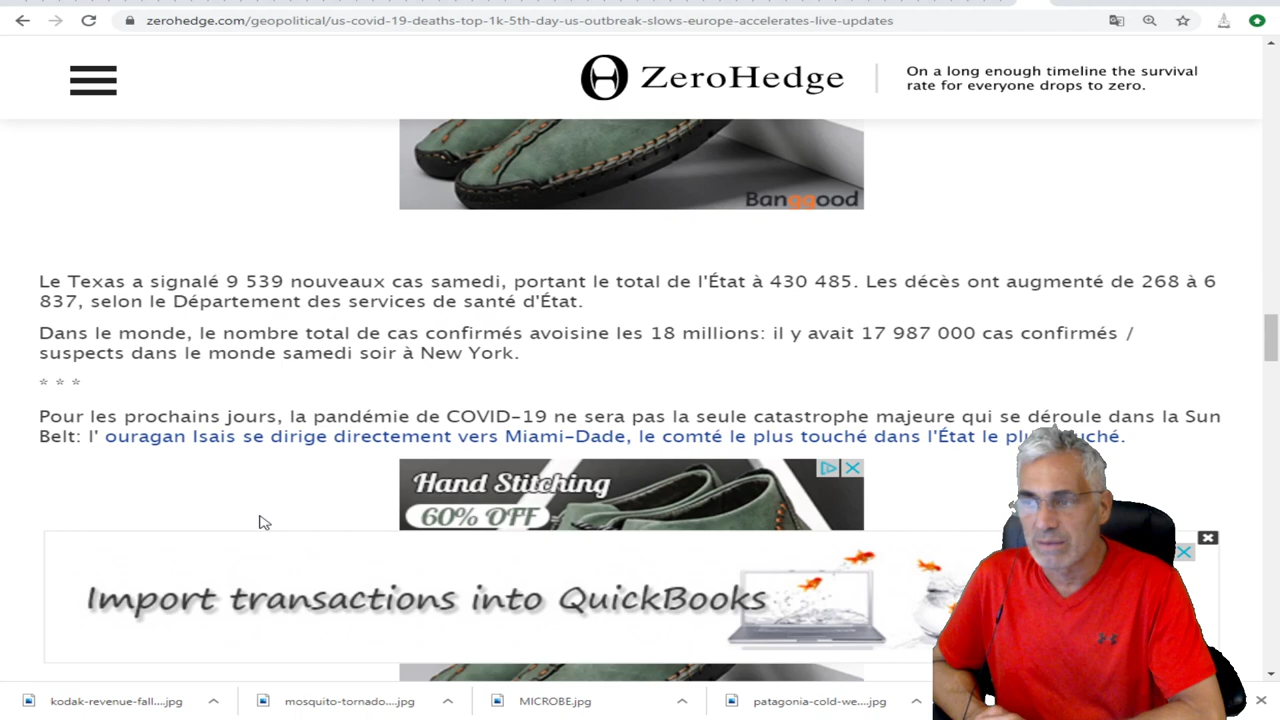 zerohedge.com/geopolitical/us-covid-19-deaths-top-1k-5th-day-us-outbreak-slows-europe-accelerates-live-updates
ZeroHedge
On a long enough timeline the survival
rate for everyone drops to zero.
Banggood
Le Texas a signalé 9 539 nouveaux cas samedi, portant le total de l'État à 430 485. Les décès ont augmenté de 268 à 6
837, selon le Département des services de santé d'État.
Dans le monde, le nombre total de cas confirmés avoisine les 18 millions: il y avait 17 987 000 cas confirmés /
suspects dans le monde samedi soir à New York.
* * *
Pour les prochains jours, la pandémie de COVID-19 ne sera pas la seule catastrophe majeure qui se déroule dans la Sun
Belt: l' ouragan Isais se dirige directement vers Miami-Dade, le comté le plus touché dans l'État le
Hand Stitching
60% OFF
Import transactions into QuickBooks
kodak-revenue-fall....jpg
mosquito-tornado....jpg
MICROBE.jpg
patagonia-cold-we....jpg